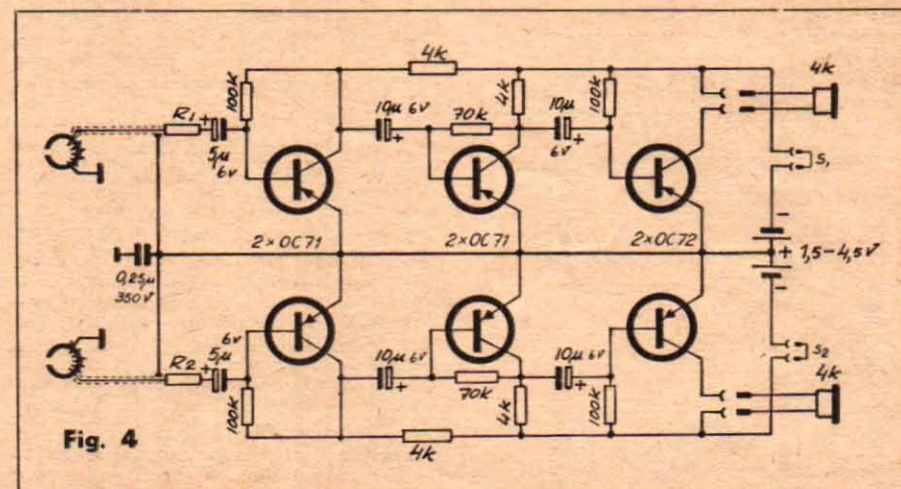 4k
4k
100k
4k
100k
R1
+
5µ
6v
10µ 6v
+
70k
10µ
6v
+
S1
-
2×OC71
2×OC71
2×OC72
+ 1,5-4,5V
-
0,25µ
350V
6v
R2
+
5µ
10µ 6v
+
70k
10µ 6v
+
S2
4k
100k
4k
100k
4k
Fig. 4